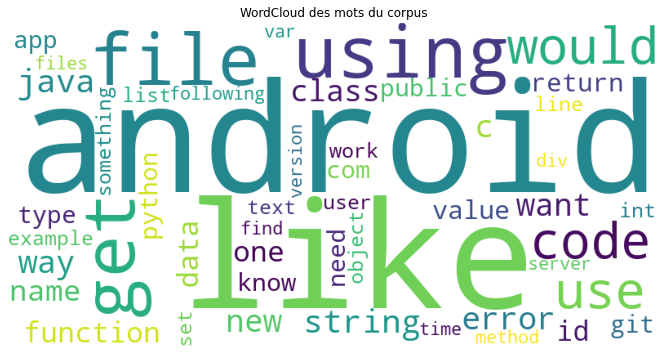 WordCloud des mots du corpus
app
files
java
file
var
using
would
list
following
class
public
return
something
android
c
line
version
work
com
div
python
type
example
way
name
get
data
like
text
user
find
one
know
need
object
value
want
int
code
server
use
function
set
new
string
time
error
method
id
git